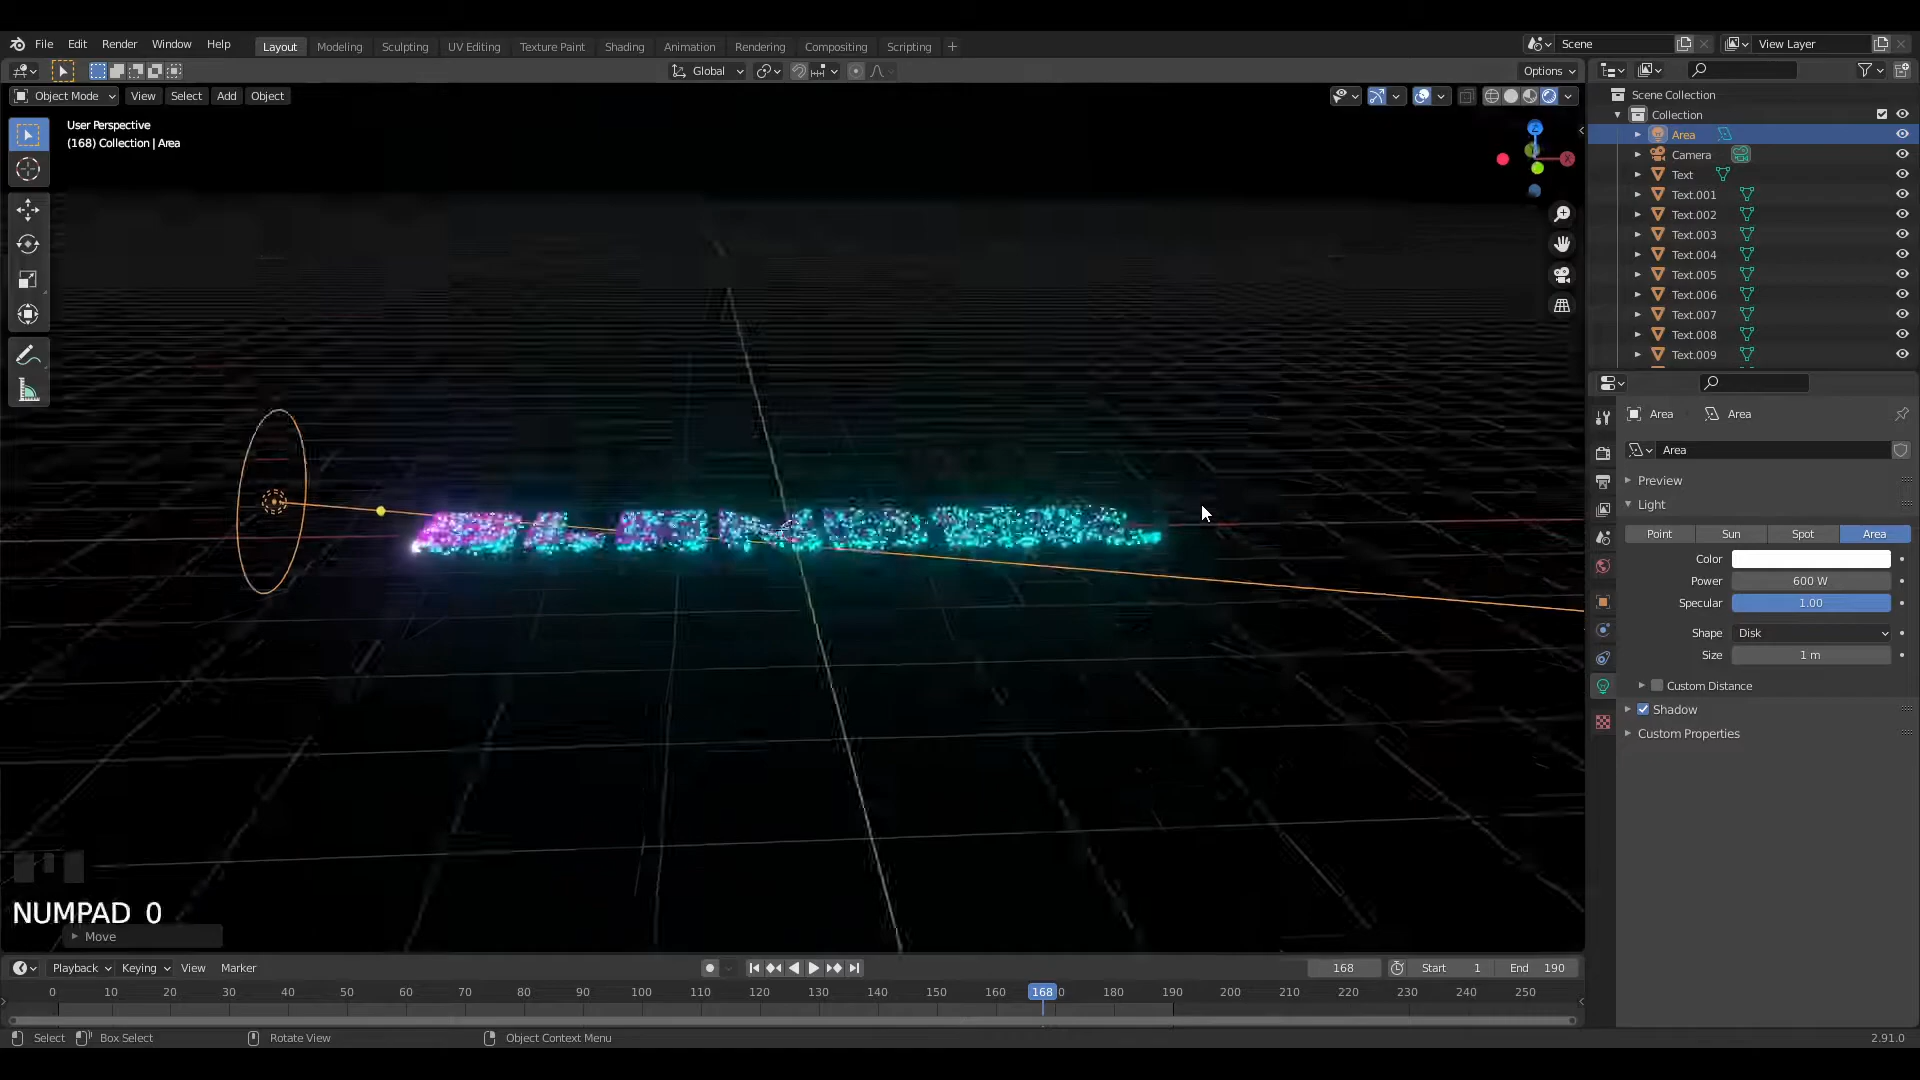 File Edit Render Window Help Layout Modeling Sculpting UV Editing Texture Paint Shading Animation Rendering Compositing Scripting Scene View Layer
Global Options
Object Mode View Select Add Object
User Perspective
(168) Collection | Area
Z
Scene Collection
Collection
Area
Camera
Text
Text.001
Text.002
Text.003
Text.004
Text.005
Text.006
Text.007
Text.008
Text.009
Area Area
Area
Preview
Light
Point Sun Spot Area
Color
Power 600 W
Specular 1.00
Shape Disk
Size 1 m
Custom Distance
Shadow
Custom Properties
NUMPAD 0
Move
Playback Keying View Marker 168 Start 1 End 190
0 10 20 30 40 50 60 70 80 90 100 110 120 130 140 150 160 168 0 180 190 200 210 220 230 240 250
Select Box Select Rotate View Object Context Menu 2.91.0